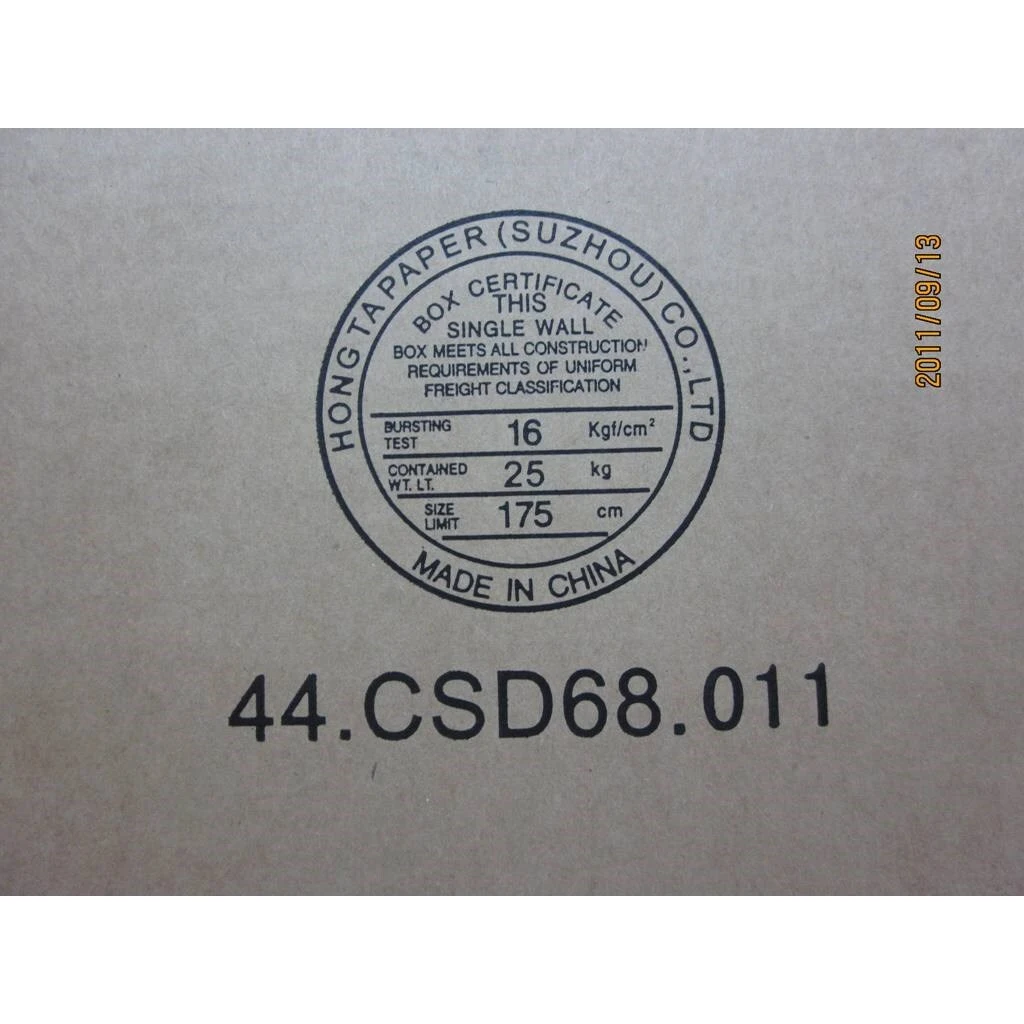 HONG TA PAPER (SUZHOU) CO.,LTD
BOX CERTIFICATE
THIS
SINGLE WALL
BOX MEETS ALL CONSTRUCTION
REQUIREMENTS OF UNIFORM
FREIGHT CLASSIFICATION
BURSTING TEST 16 Kgf/cm²
CONTAINED WT. LT. 25 kg
SIZE LIMIT 175 cm
MADE IN CHINA
44.CSD68.011
2011/09/13